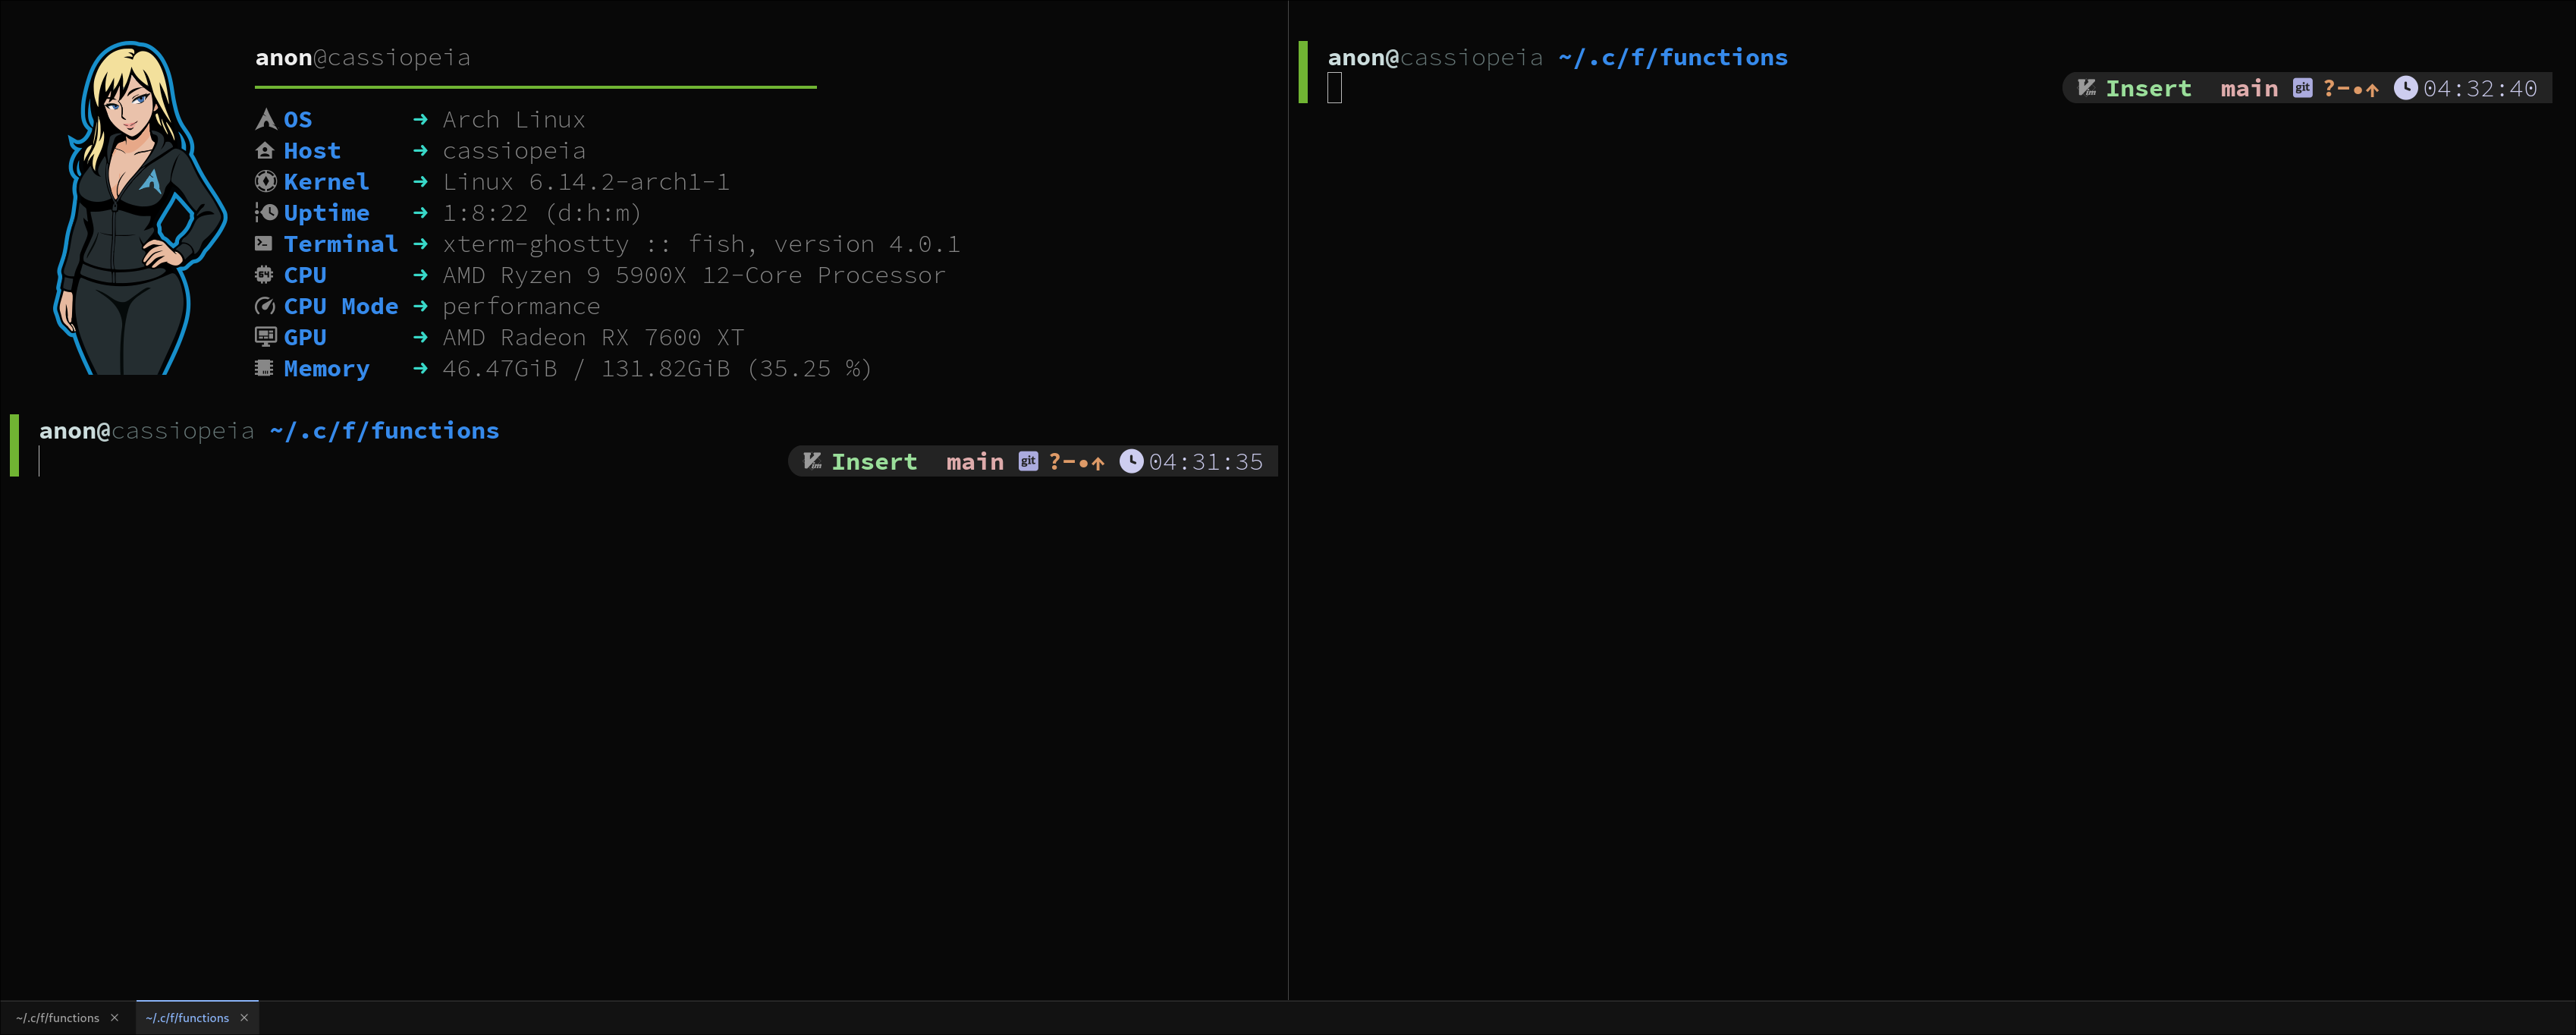 anon@cassiopeia
OS ➜ Arch Linux
Host ➜ cassiopeia
Kernel ➜ Linux 6.14.2-arch1-1
Uptime ➜ 1:8:22 (d:h:m)
Terminal ➜ xterm-ghostty :: fish, version 4.0.1
CPU ➜ AMD Ryzen 9 5900X 12-Core Processor
CPU Mode ➜ performance
GPU ➜ AMD Radeon RX 7600 XT
Memory ➜ 46.47GiB / 131.82GiB (35.25 %)
anon@cassiopeia ~/.c/f/functions
Vim Insert main git ?-•↑ 04:31:35
anon@cassiopeia ~/.c/f/functions
Vim Insert main git ?-•↑ 04:32:40
~/.c/f/functions × ~/.c/f/functions ×